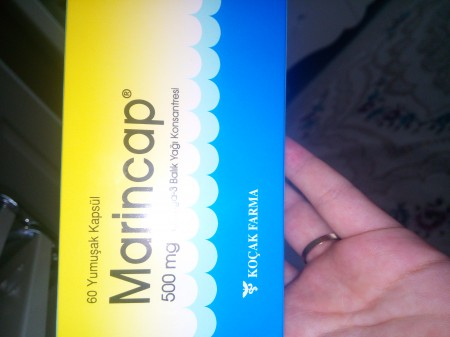 60 Yumuşak Kapsül
Marincap®
500 mg
Balık Yağı Konsantresi
KOÇAK FARMA